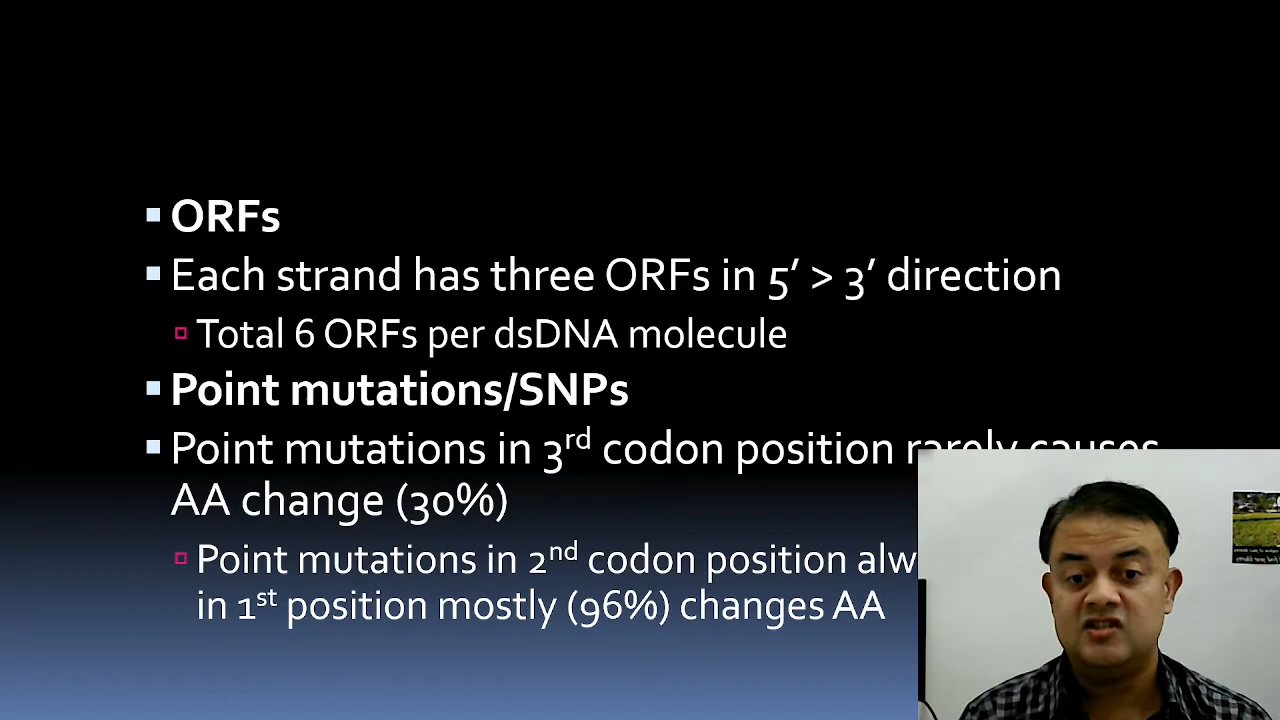 ORFs
Each strand has three ORFs in 5′ > 3′ direction
Total 6 ORFs per dsDNA molecule
Point mutations/SNPs
Point mutations in 3rd codon position rarely causes
AA change (30%)
Point mutations in 2nd codon position
in 1st position mostly (96%) changes AA